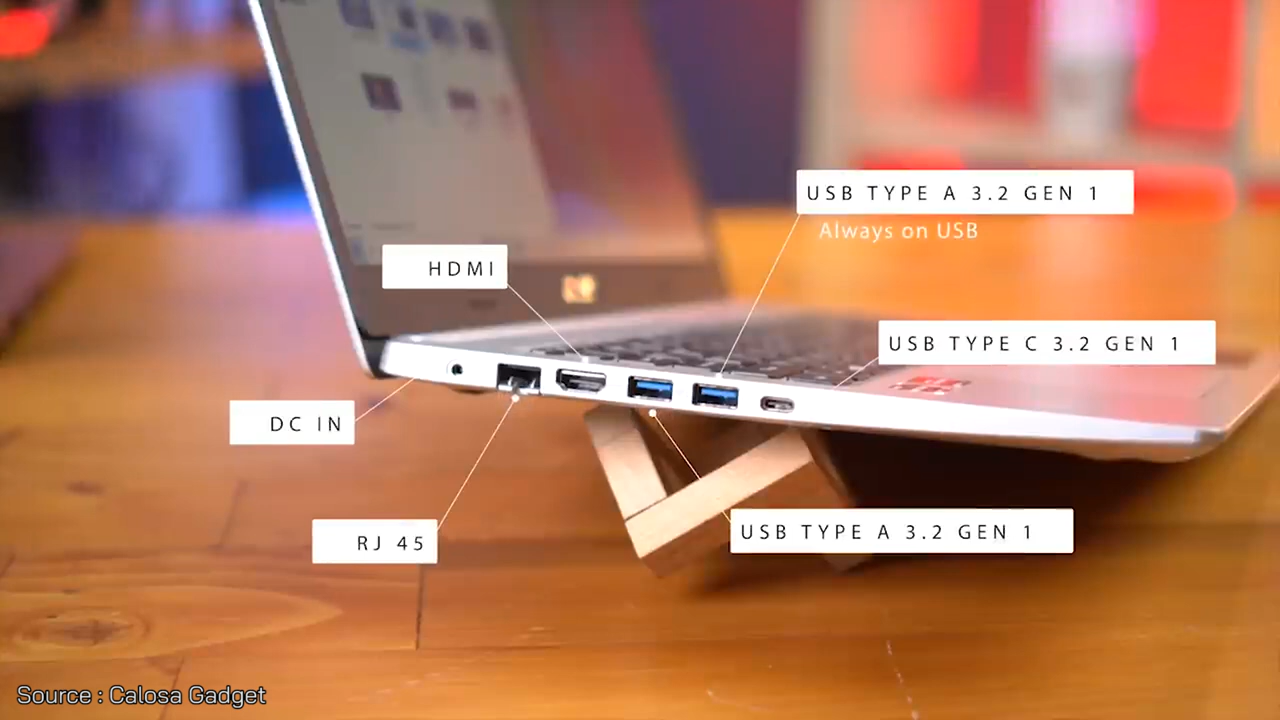 USB TYPE A 3.2 GEN 1
Always on USB
HDMI
USB TYPE C 3.2 GEN 1
DC IN
RJ 45
USB TYPE A 3.2 GEN 1
Source : Calosa Gadget